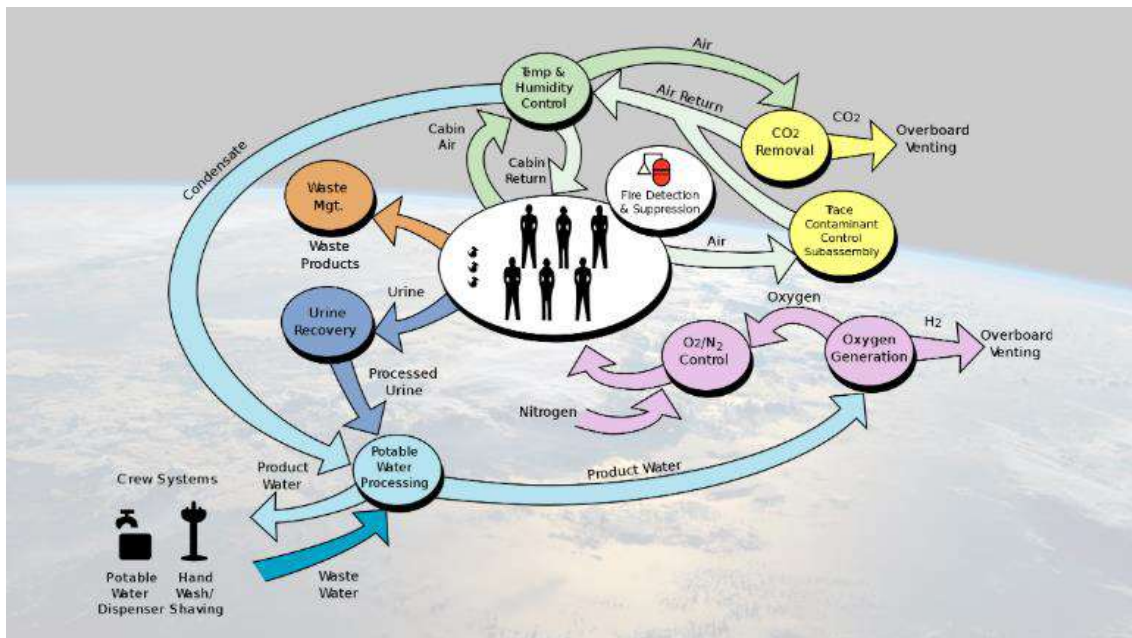 Air
Temp &
Humidity
Control
Air Return
CO2
Cabin
Air
CO2
Removal
Overboard
Venting
Cabin
Return
Condensate
Waste
Mgt.
Fire Detection
& Suppression
Trace
Contaminant
Control
Subassembly
Waste
Products
Air
Urine
Oxygen
Urine
Recovery
H2
O2/N2
Control
Oxygen
Generation
Overboard
Venting
Processed
Urine
Nitrogen
Potable
Water
Processing
Product
Water
Product Water
Crew Systems
Waste
Water
Potable
Water
Dispenser
Hand
Wash/
Shaving